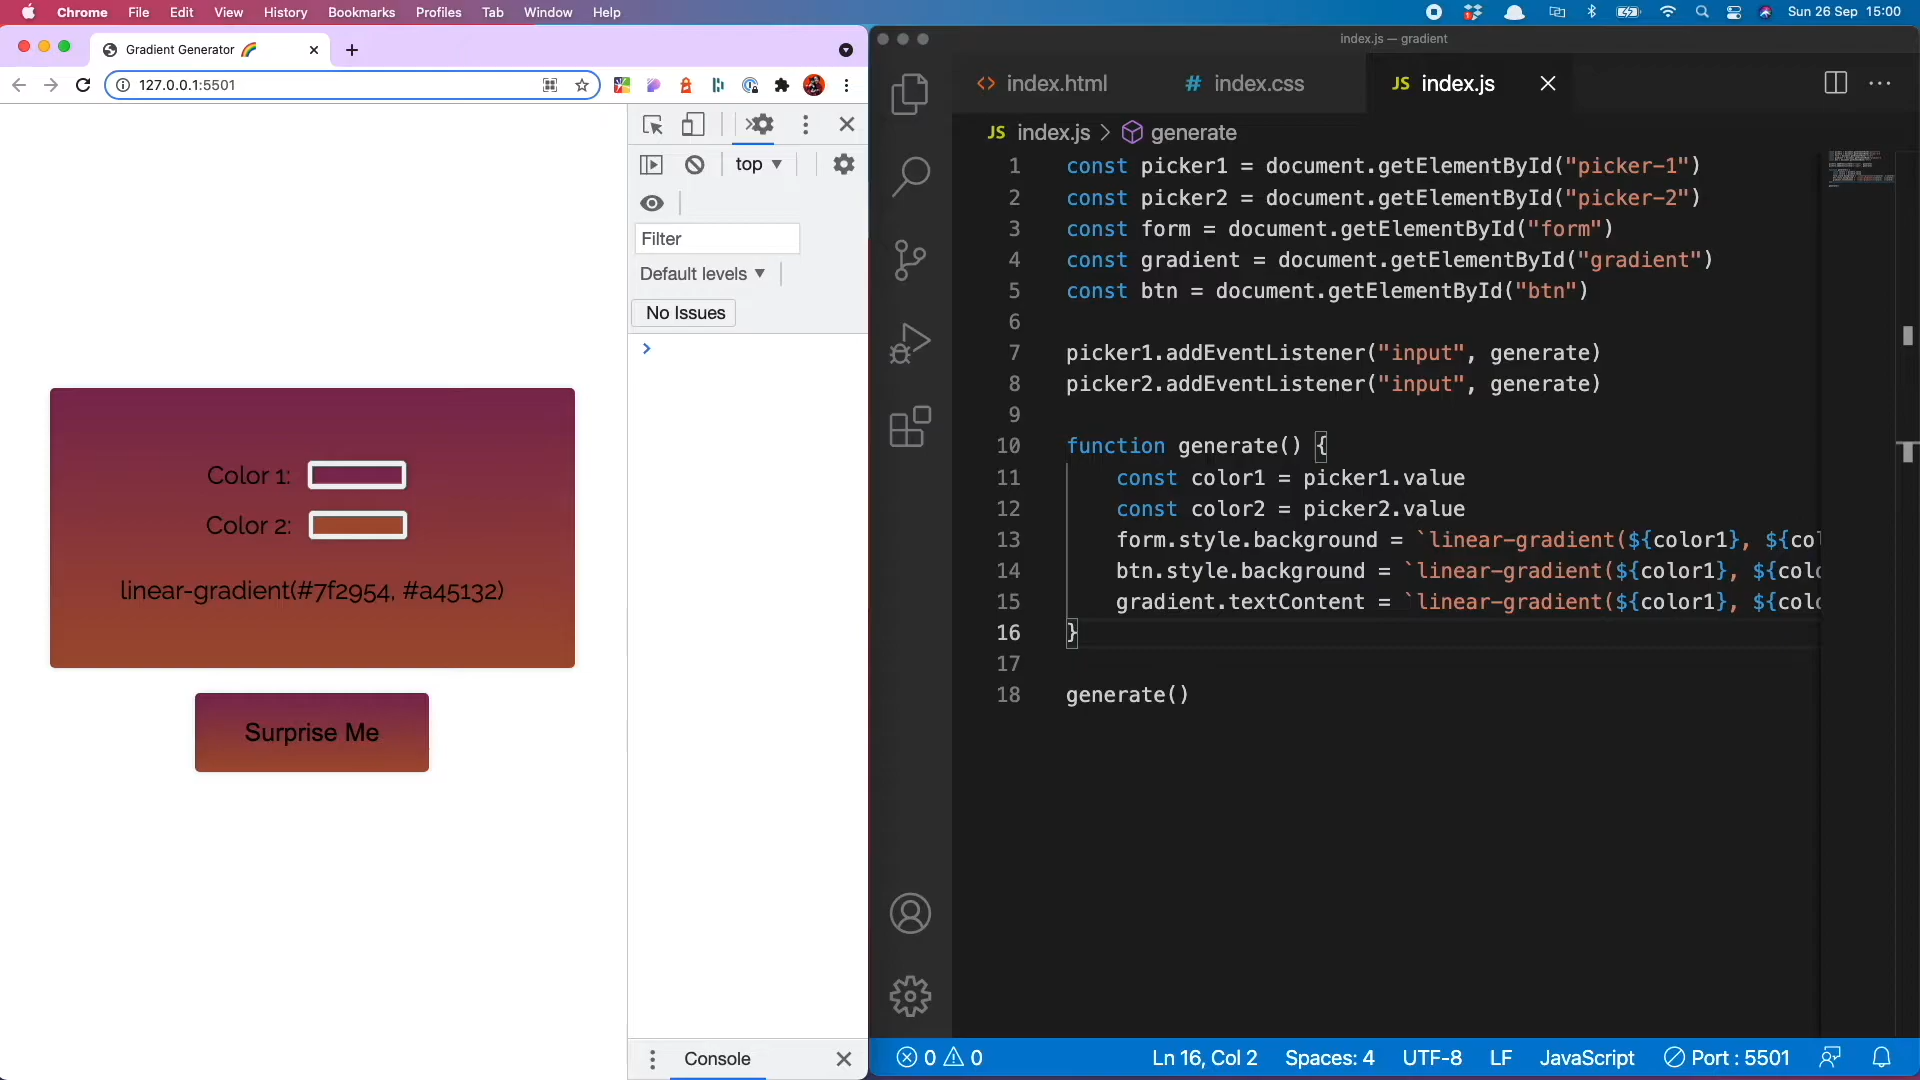 Chrome File Edit View History Bookmarks Profiles Tab Window Help
Sun 26 Sep 15:00
Gradient Generator 🌈
127.0.0.1:5501
top
Filter
Default levels
No Issues
Color 1:
Color 2:
linear-gradient(#7f2954, #a45132)
Surprise Me
Console
index.js — gradient
index.html
# index.css
JS index.js
JS index.js > generate
1 const picker1 = document.getElementById("picker-1")
2 const picker2 = document.getElementById("picker-2")
3 const form = document.getElementById("form")
4 const gradient = document.getElementById("gradient")
5 const btn = document.getElementById("btn")
6
7 picker1.addEventListener("input", generate)
8 picker2.addEventListener("input", generate)
9
10 function generate() {
11 const color1 = picker1.value
12 const color2 = picker2.value
13 form.style.background = `linear-gradient(${color1}, ${col
14 btn.style.background = `linear-gradient(${color1}, ${colo
15 gradient.textContent = `linear-gradient(${color1}, ${colo
16 }
17
18 generate()
0 0 Ln 16, Col 2 Spaces: 4 UTF-8 LF JavaScript Port : 5501